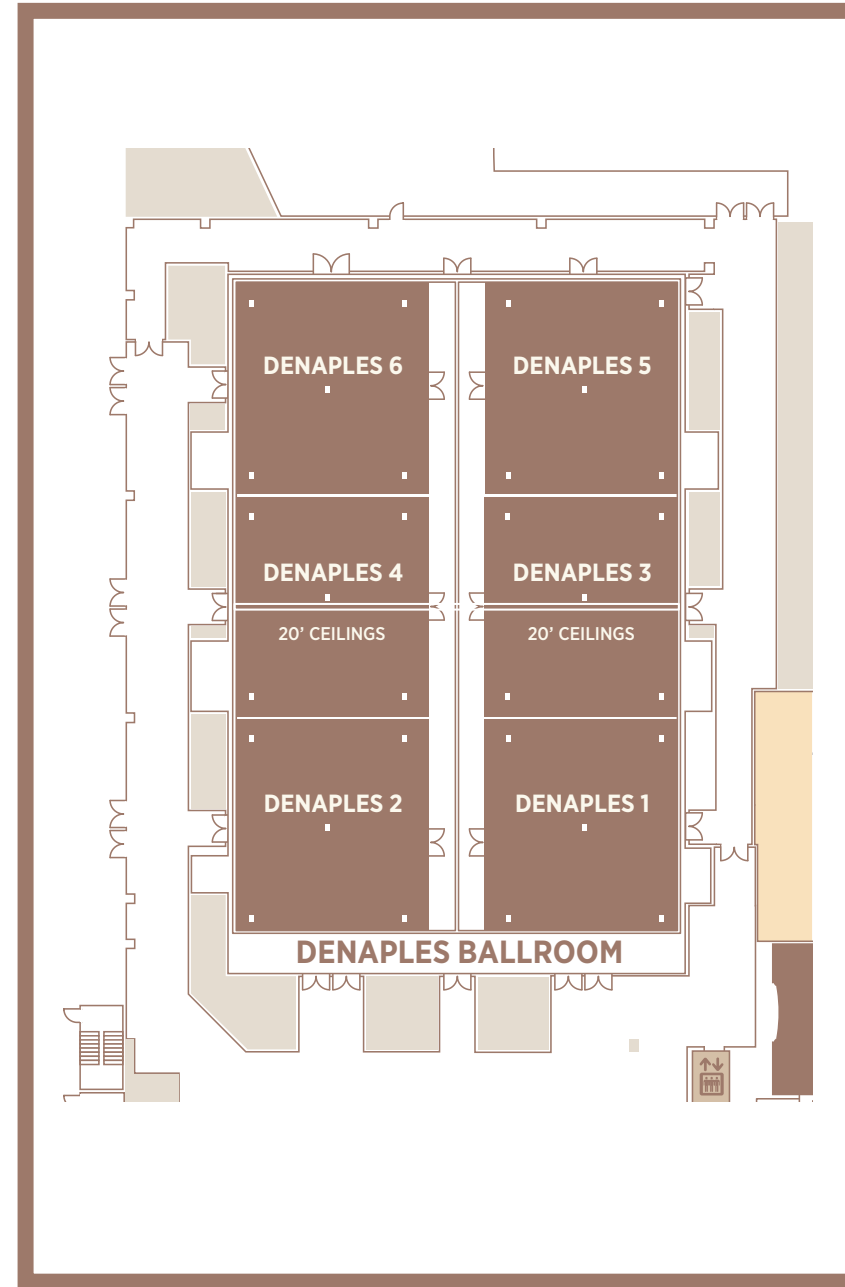 DENAPLES 6
DENAPLES 5
DENAPLES 4
DENAPLES 3
20’ CEILINGS
20’ CEILINGS
DENAPLES 2
DENAPLES 1
DENAPLES BALLROOM